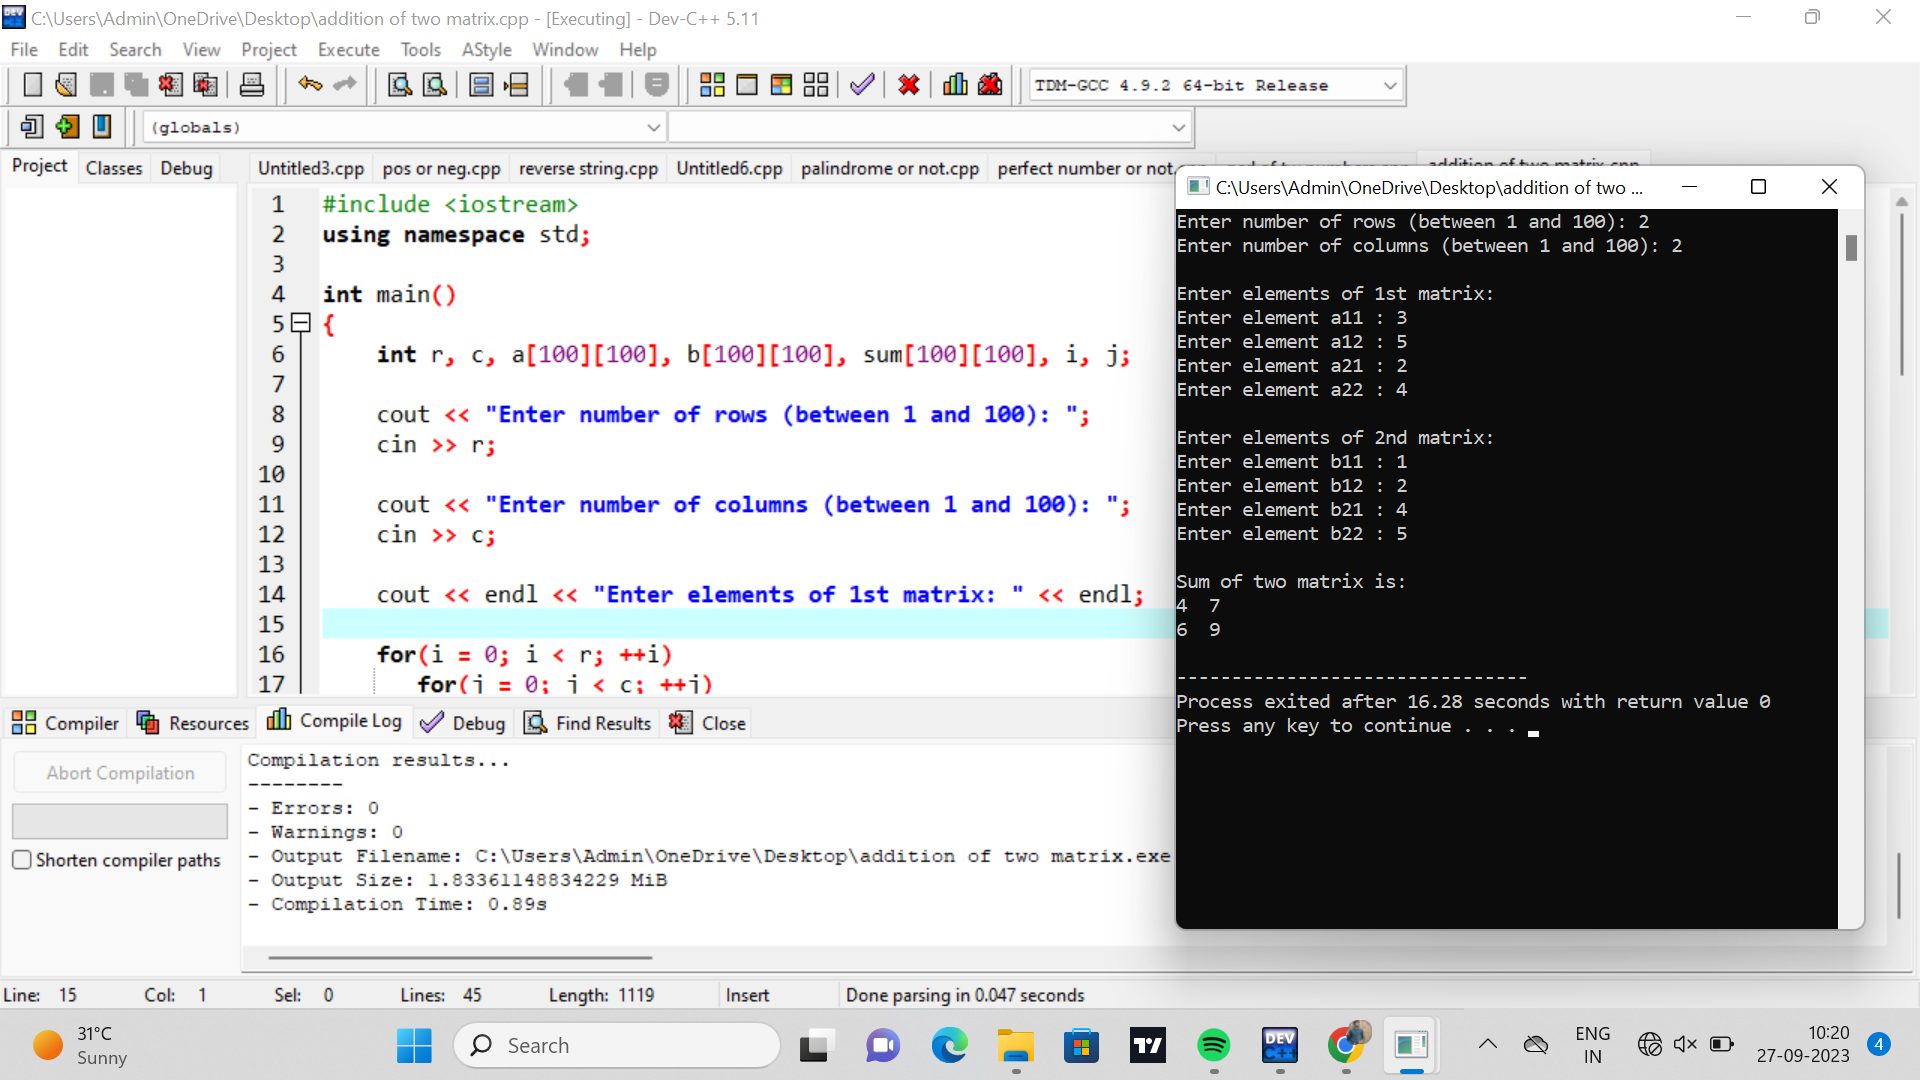 C:\Users\Admin\OneDrive\Desktop\addition of two matrix.cpp - [Executing] - Dev-C++ 5.11
File Edit Search View Project Execute Tools AStyle Window Help
TDM-GCC 4.9.2 64-bit Release
(globals)
Project Classes Debug
Untitled3.cpp pos or neg.cpp reverse string.cpp Untitled6.cpp palindrome or not.cpp perfect number or not.cpp addition of two matrix.cpp
1 #include <iostream>
2 using namespace std;
3
4 int main()
5 {
6 int r, c, a[100][100], b[100][100], sum[100][100], i, j;
7
8 cout << "Enter number of rows (between 1 and 100): ";
9 cin >> r;
10
11 cout << "Enter number of columns (between 1 and 100): ";
12 cin >> c;
13
14 cout << endl << "Enter elements of 1st matrix: " << endl;
15
16 for(i = 0; i < r; ++i)
17 for(j = 0; j < c; ++j)
C:\Users\Admin\OneDrive\Desktop\addition of two ...
Enter number of rows (between 1 and 100): 2
Enter number of columns (between 1 and 100): 2
Enter elements of 1st matrix:
Enter element a11 : 3
Enter element a12 : 5
Enter element a21 : 2
Enter element a22 : 4
Enter elements of 2nd matrix:
Enter element b11 : 1
Enter element b12 : 2
Enter element b21 : 4
Enter element b22 : 5
Sum of two matrix is:
4 7
6 9
--------------------------------
Process exited after 16.28 seconds with return value 0
Press any key to continue . . .
Compiler Resources Compile Log Debug Find Results Close
Abort Compilation
Shorten compiler paths
Compilation results...
--------
- Errors: 0
- Warnings: 0
- Output Filename: C:\Users\Admin\OneDrive\Desktop\addition of two matrix.exe
- Output Size: 1.83361148834229 MiB
- Compilation Time: 0.89s
Line: 15 Col: 1 Sel: 0 Lines: 45 Length: 1119 Insert Done parsing in 0.047 seconds
31°C
Sunny
Search
DEV
C++
ENG
IN
10:20
27-09-2023
4